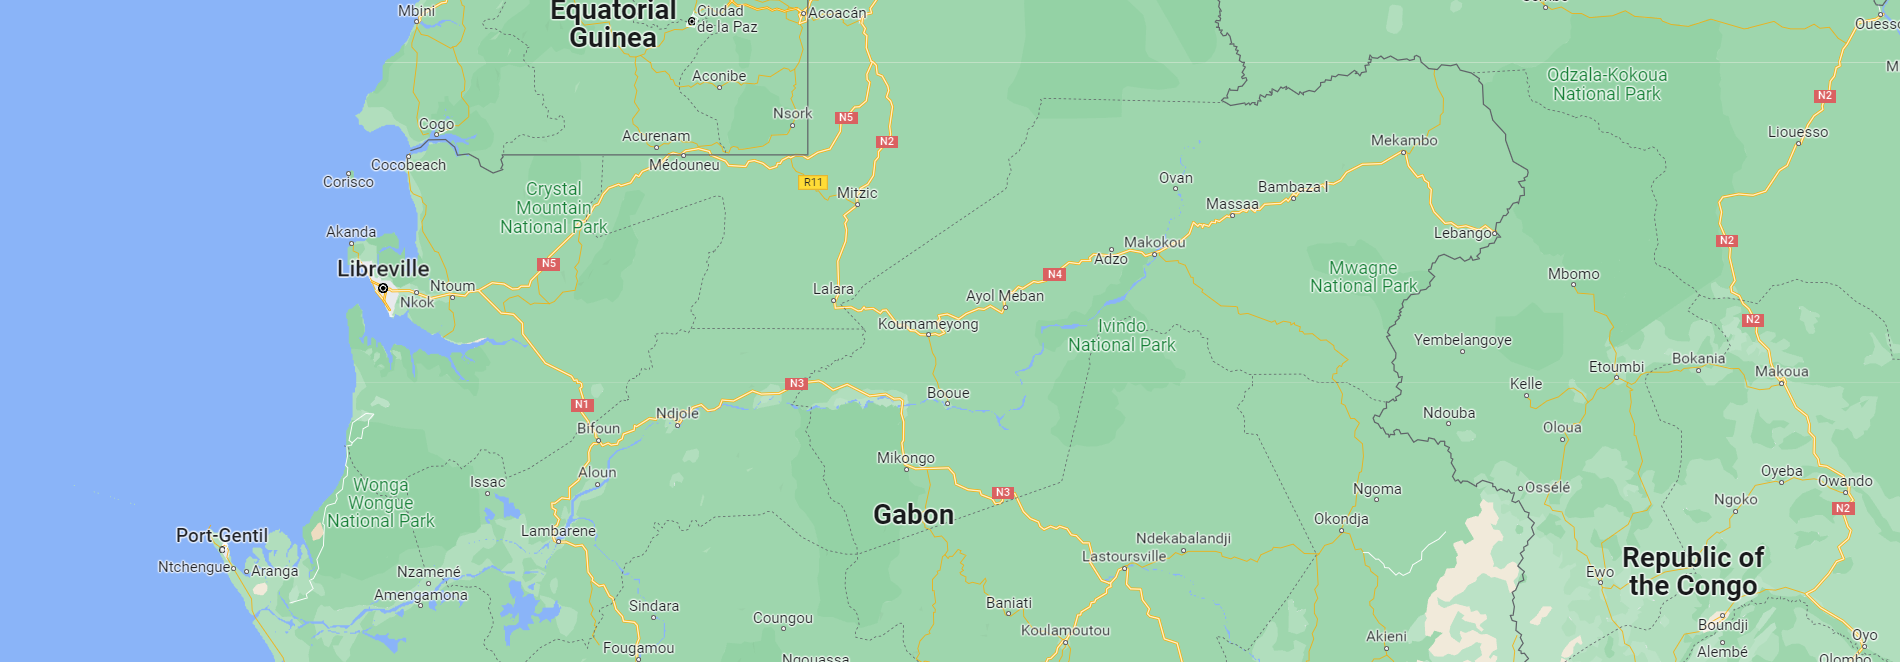 Mbini
Equatorial
Guinea
Ciudad
de la Paz
Acoacán
Ouesso
Aconibe
Odzala-Kokoua
National Park
N2
Nsork
N5
Cogo
Acurenam
N2
Liouesso
Mekambo
Cocobeach
Médouneu
Corisco
R11
Mitzic
Ovan
Bambaza I
Crystal
Mountain
National Park
Massaa
Akanda
Lebango
N2
Makokou
Adzo
Libreville
N5
N4
Mwagne
National Park
Mbomo
Ntoum
Nkok
Lalara
Ayol Meban
Koumameyong
Ivindo
National Park
N2
Yembelangoye
Bokania
Etoumbi
Makoua
N3
Kelle
Booue
N1
Ndjole
Ndouba
Bifoun
Oloua
Mikongo
Aloun
Issac
Oyeba
Owando
Wonga
Wongue
National Park
N3
Ngoma
Ossélé
Ngoko
N2
Gabon
Okondja
Port-Gentil
Lambarene
Ndekabalandji
Lastoursville
Republic of
the Congo
Ntchengue
Aranga
Nzamené
Ewo
Amengamona
Sindara
Baniati
Coungou
Koulamoutou
Boundji
Akieni
Oyo
Fougamou
Alembé
Ngouassa
Olombo